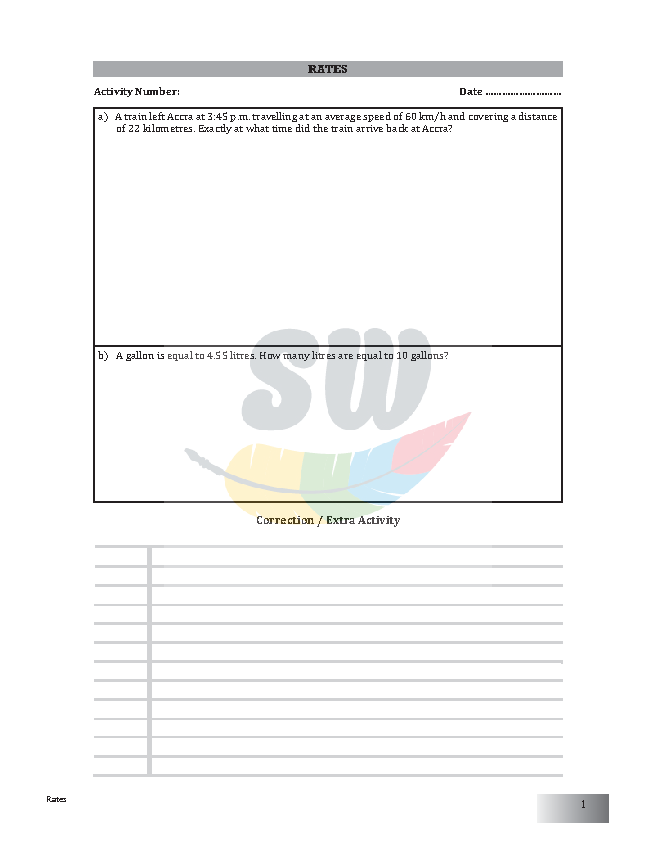 RATES
Activity Number: Date ...........................
a) A train left Accra at 3:45 p.m. travelling at an average speed of 60 km/h and covering a distance
of 22 kilometres. Exactly at what time did the train arrive back at Accra?
sw
b) A gallon is equal to 4.55 litres. How many litres are equal to 10 gallons?
Correction / Extra Activity
Rates
1